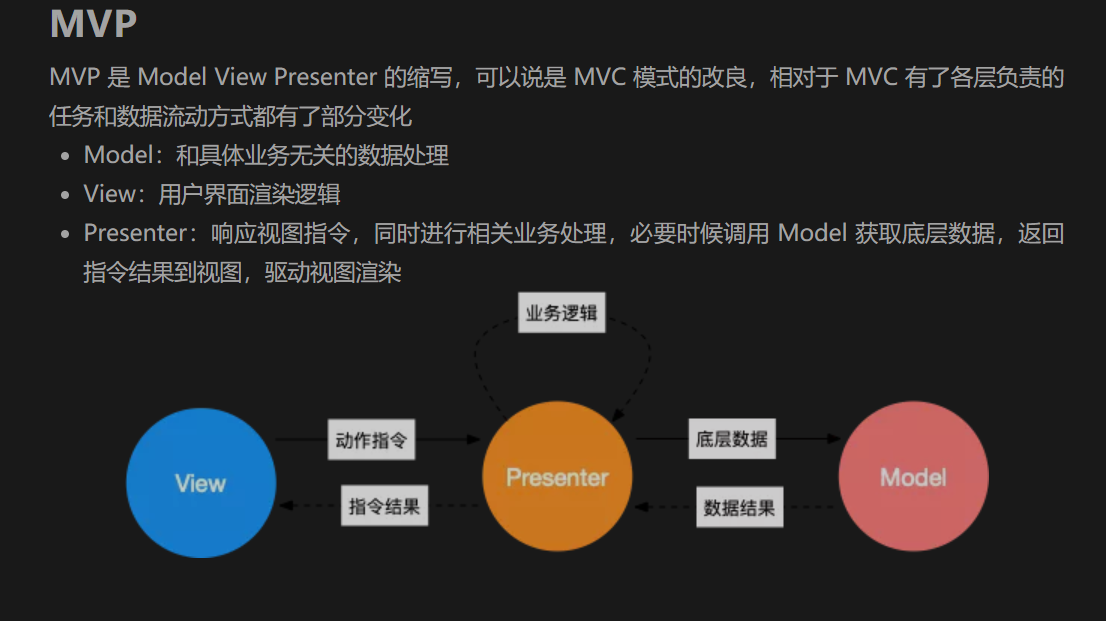 MVP
MVP 是 Model View Presenter 的缩写，可以说是 MVC 模式的改良，相对于 MVC 有了各层负责的
任务和数据流动方式都有了部分变化
• Model：和具体业务无关的数据处理
• View：用户界面渲染逻辑
• Presenter：响应视图指令，同时进行相关业务处理，必要时候调用 Model 获取底层数据，返回
指令结果到视图，驱动视图渲染
业务逻辑
动作指令
底层数据
View
Presenter
Model
指令结果
数据结果